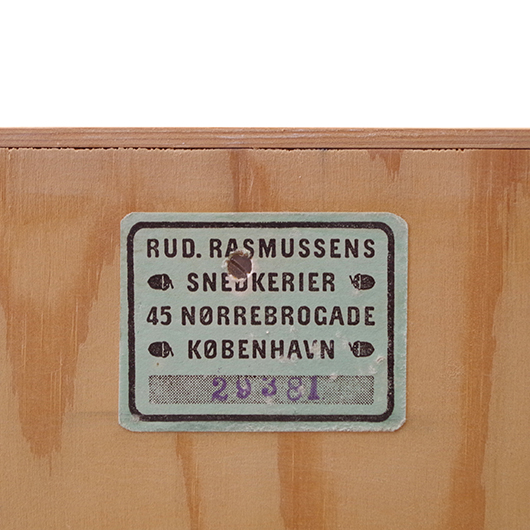 RUD. RASMUSSENS
SNEDKERIER
45 NØRREBROGADE
KØBENHAVN
29381